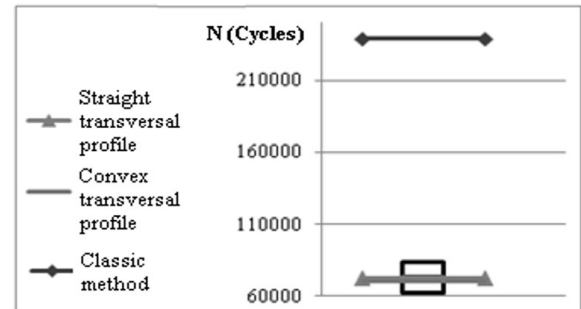 N (Cycles)
210000
160000
110000
60000
Straight
transversal
profile
Convex
transversal
profile
Classic
method